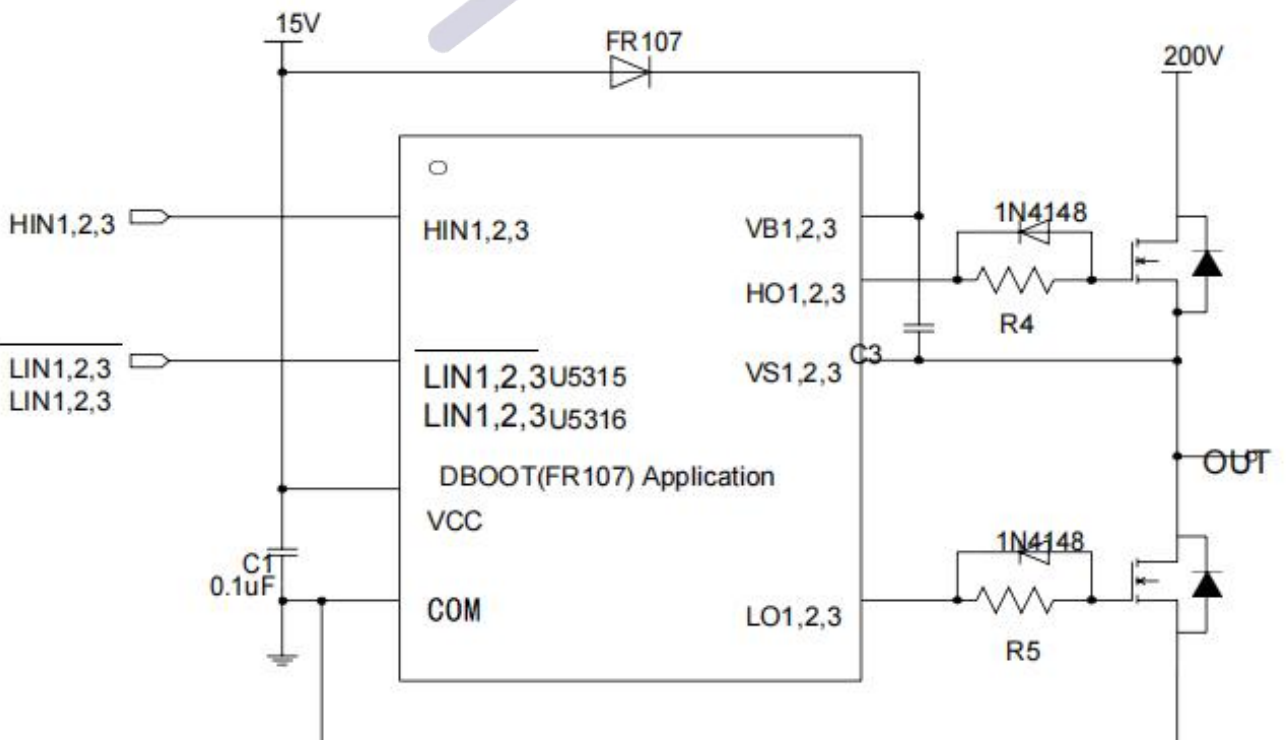 15V
FR107
200V
HIN1,2,3
HIN1,2,3
VB1,2,3
1N4148
HO1,2,3
R4
LIN1,2,3
LIN1,2,3
LIN1,2,3U5315
LIN1,2,3U5316
VS1,2,3
C3
DBOOT(FR107) Application
OUT
VCC
C1
0.1uF
COM
LO1,2,3
1N4148
R5